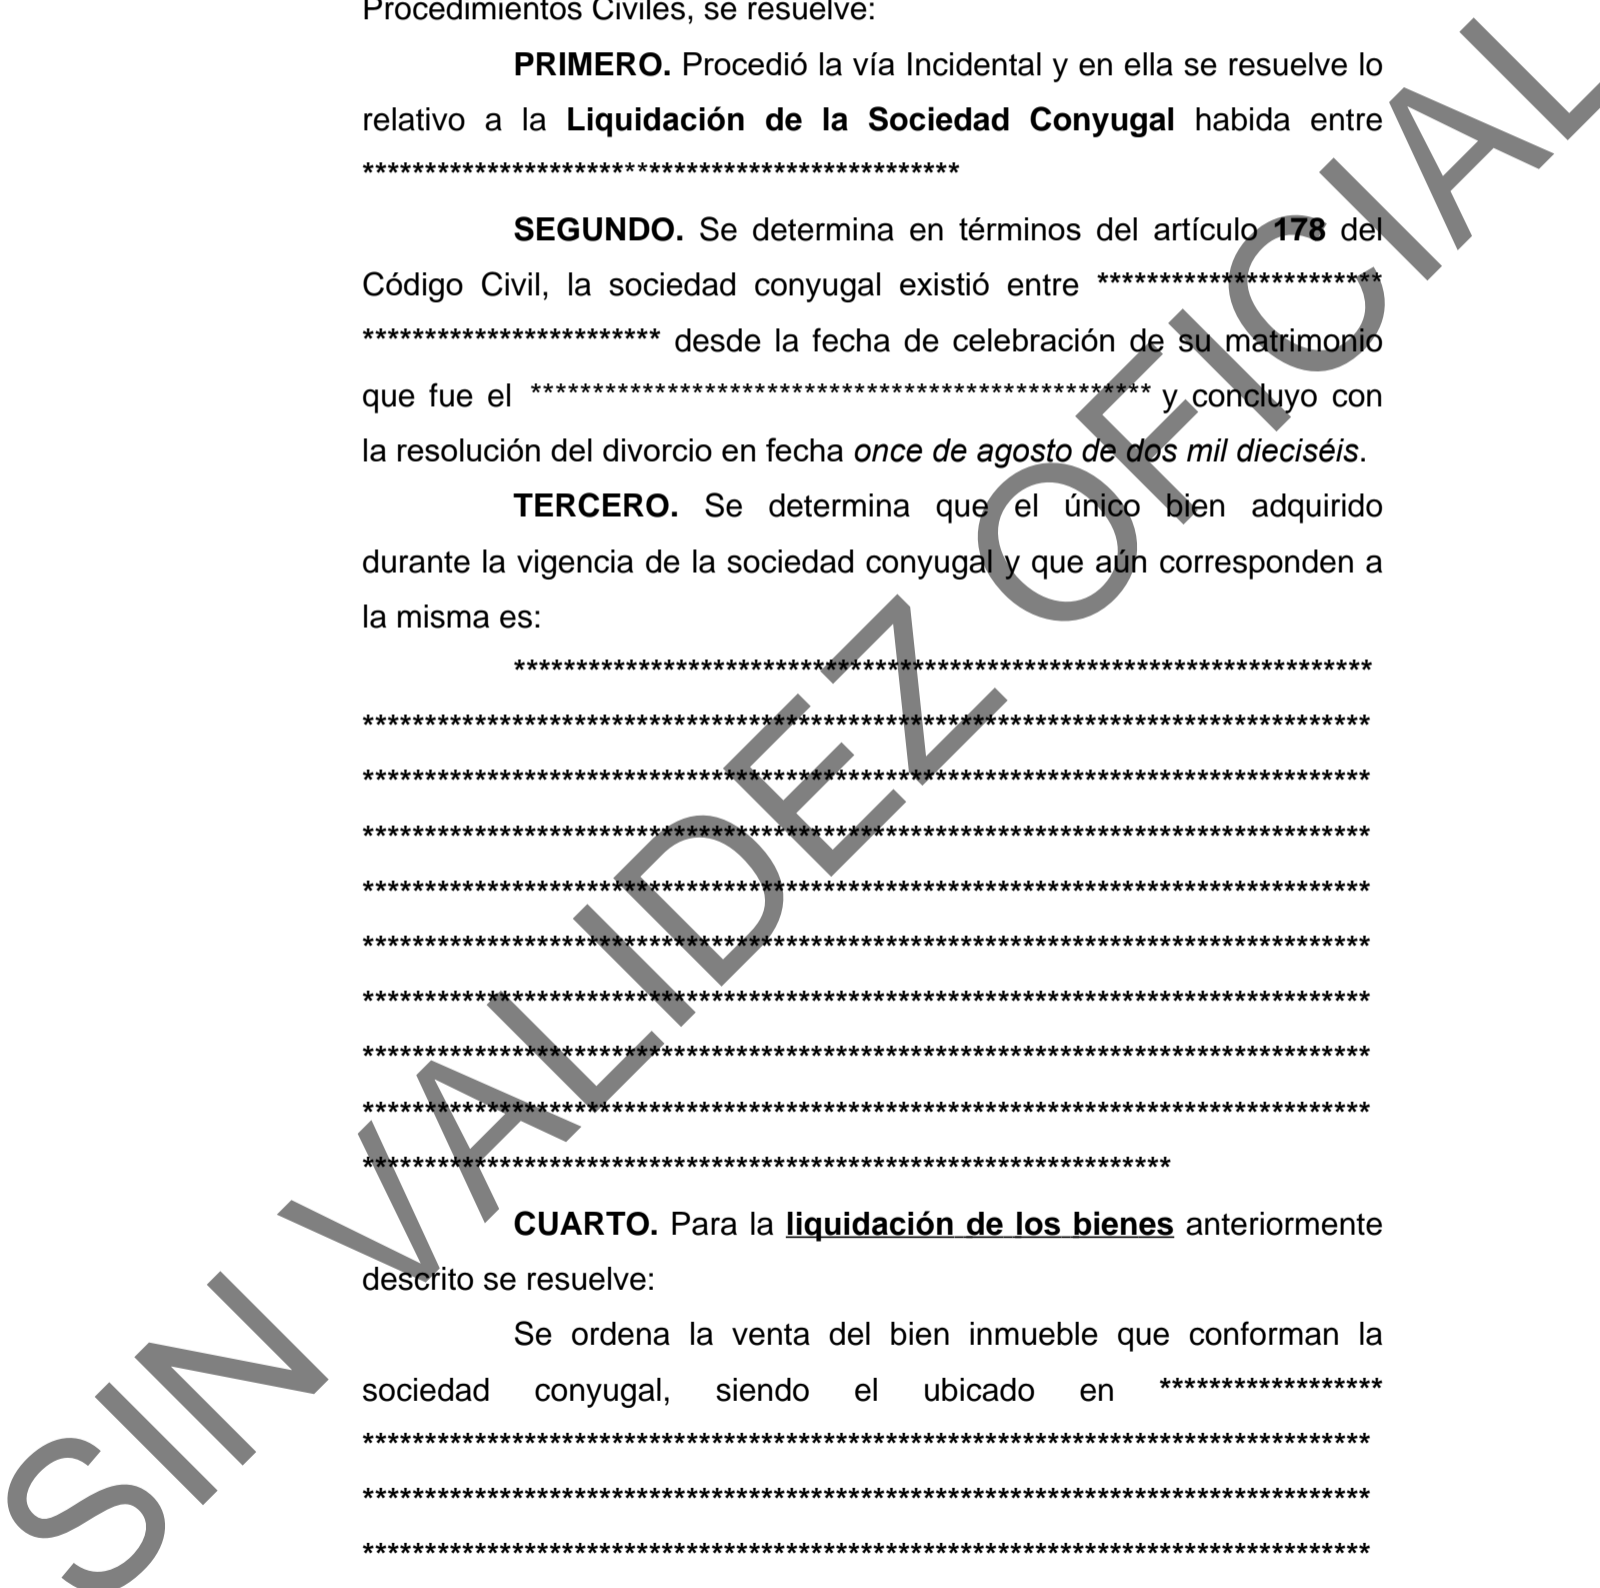 Procedimientos Civiles, se resuelve:
PRIMERO. Procedió la vía Incidental y en ella se resuelve lo
relativo a la Liquidación de la Sociedad Conyugal habida entre
************************************************
SEGUNDO. Se determina en términos del artículo 178 del
Código Civil, la sociedad conyugal existió entre ***********************
************************ desde la fecha de celebración de su matrimonio
que fue el ************************************************** y concluyo con
la resolución del divorcio en fecha once de agosto de dos mil dieciséis.
TERCERO. Se determina que el único bien adquirido
durante la vigencia de la sociedad conyugal y que aún corresponden a
la misma es:
*********************************************************************
*********************************************************************************
*********************************************************************************
*********************************************************************************
*********************************************************************************
*********************************************************************************
*********************************************************************************
*********************************************************************************
*********************************************************************************
*****************************************************************
CUARTO. Para la liquidación de los bienes anteriormente
descrito se resuelve:
Se ordena la venta del bien inmueble que conforman la
sociedad conyugal, siendo el ubicado en ******************
*********************************************************************************
*********************************************************************************
*********************************************************************************
SIN VALIDEZ OFICIAL